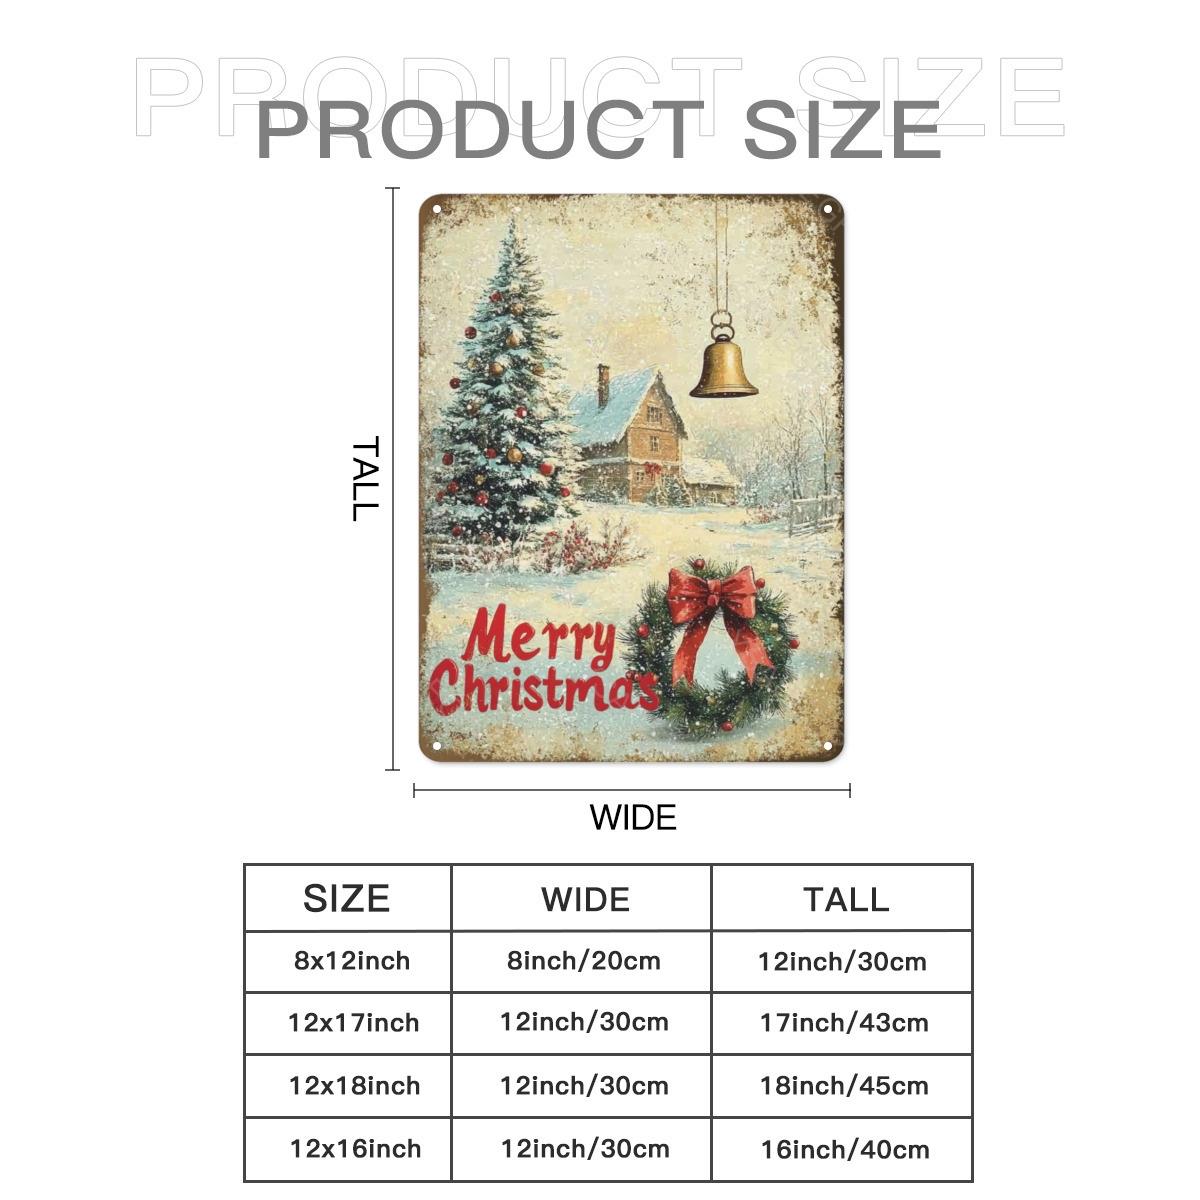 PRODUCT SIZE
PRODUCT SIZE
TALL
Merry
Christmas
WIDE
SIZE WIDE TALL
8x12inch 8inch/20cm 12inch/30cm
12x17inch 12inch/30cm 17inch/43cm
12x18inch 12inch/30cm 18inch/45cm
12x16inch 12inch/30cm 16inch/40cm